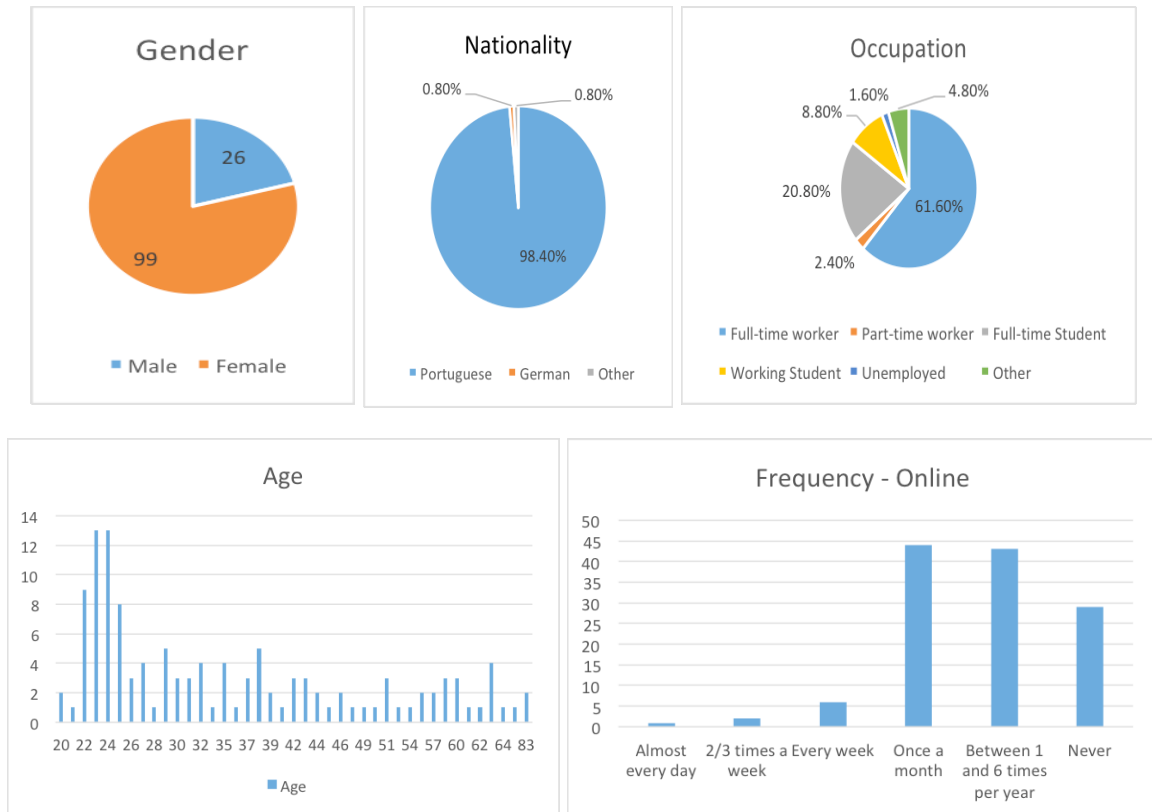 Gender
26
99
Male Female
Nationality
0.80% 0.80%
98.40%
Portuguese German Other
Occupation
1.60% 4.80%
8.80%
20.80%
61.60%
2.40%
Full-time worker Part-time worker Full-time Student
Working Student Unemployed Other
Age
14
12
10
8
6
4
2
0
20 22 24 26 28 30 32 35 37 39 42 44 46 49 51 54 57 60 62 64 83
Age
Frequency - Online
50
45
40
35
30
25
20
15
10
5
0
Almost every day
2/3 times a week
Every week
Once a month
Between 1 and 6 times per year
Never